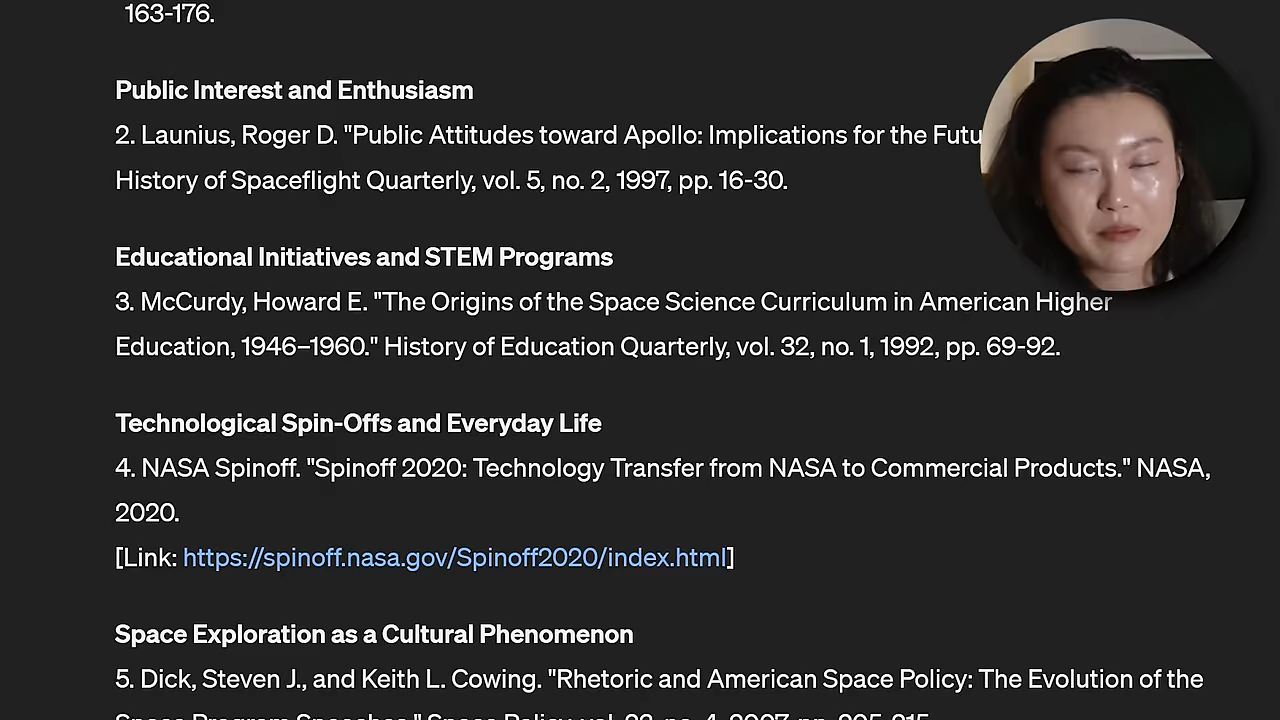 163-176.
Public Interest and Enthusiasm
2. Launius, Roger D. "Public Attitudes toward Apollo: Implications for the
History of Spaceflight Quarterly, vol. 5, no. 2, 1997, pp. 16-30.
Educational Initiatives and STEM Programs
3. McCurdy, Howard E. "The Origins of the Space Science Curriculum in American Higher
Education, 1946–1960." History of Education Quarterly, vol. 32, no. 1, 1992, pp. 69-92.
Technological Spin-Offs and Everyday Life
4. NASA Spinoff. "Spinoff 2020: Technology Transfer from NASA to Commercial Products." NASA,
2020.
[Link: https://spinoff.nasa.gov/Spinoff2020/index.html]
Space Exploration as a Cultural Phenomenon
5. Dick, Steven J., and Keith L. Cowing. "Rhetoric and American Space Policy: The Evolution of the